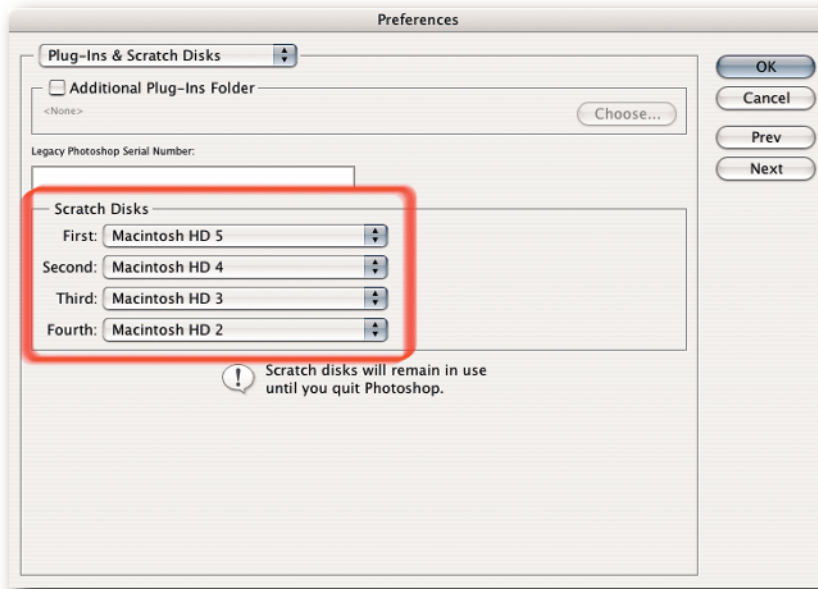 Preferences
Plug-Ins & Scratch Disks
Additional Plug-Ins Folder
<None>
Choose...
Legacy Photoshop Serial Number:
Scratch Disks
First: Macintosh HD 5
Second: Macintosh HD 4
Third: Macintosh HD 3
Fourth: Macintosh HD 2
Scratch disks will remain in use
until you quit Photoshop.
OK
Cancel
Prev
Next